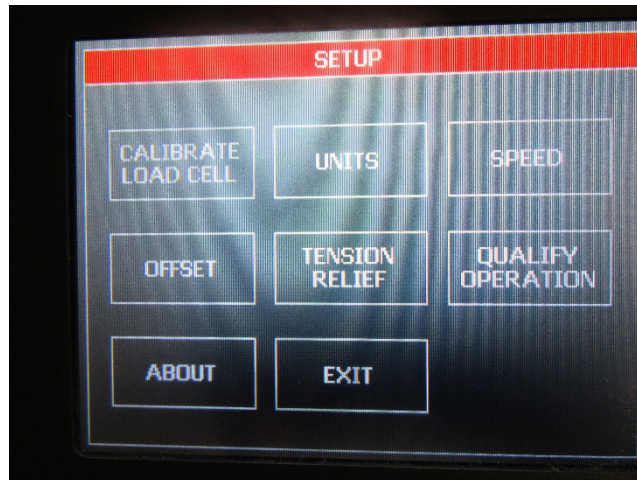 SETUP
CALIBRATE
LOAD CELL
UNITS
SPEED
OFFSET
TENSION
RELIEF
QUALIFY
OPERATION
ABOUT
EXIT